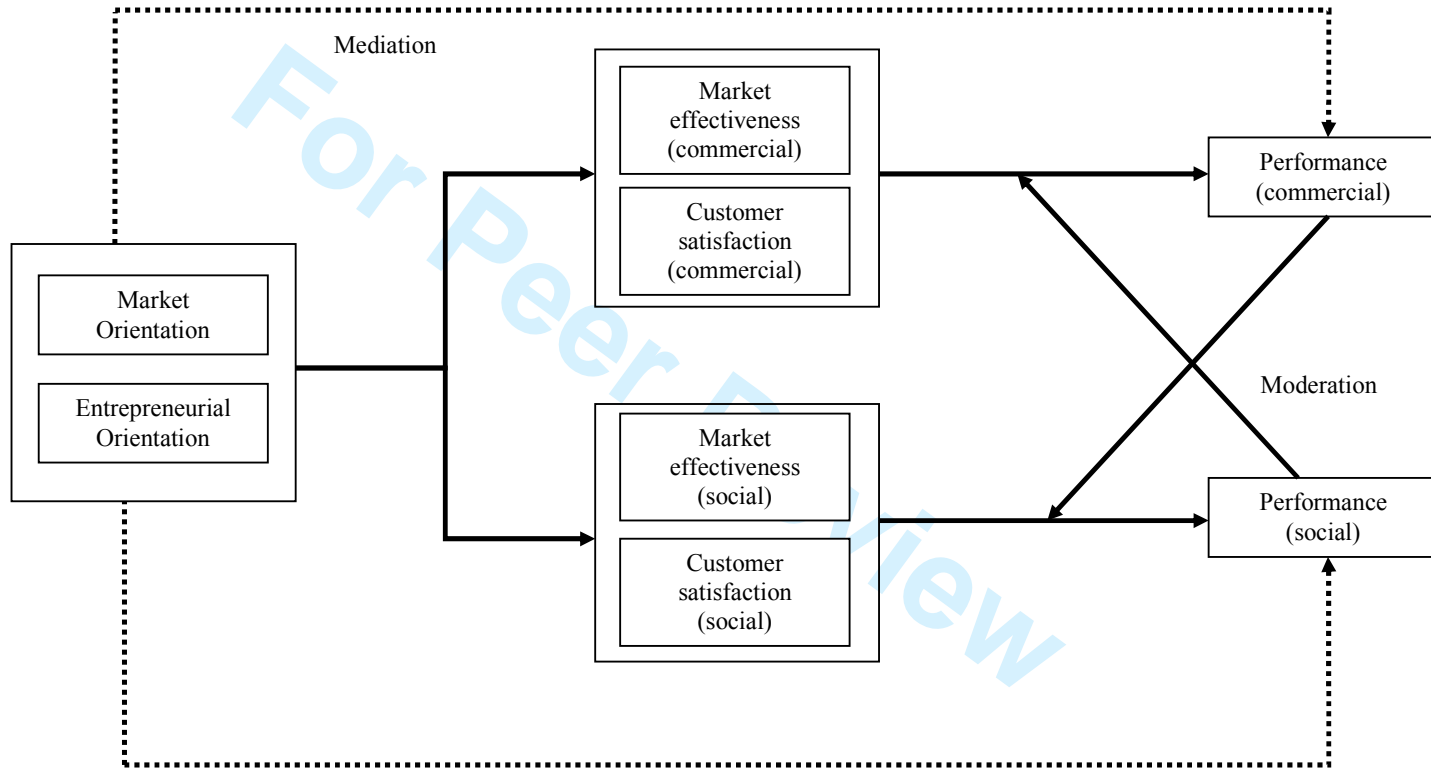 Mediation
Market
effectiveness
(commercial)
Customer
satisfaction
(commercial)
Performance
(commercial)
Market
Orientation
Entrepreneurial
Orientation
Moderation
Market
effectiveness
(social)
Customer
satisfaction
(social)
Performance
(social)
For Peer Review